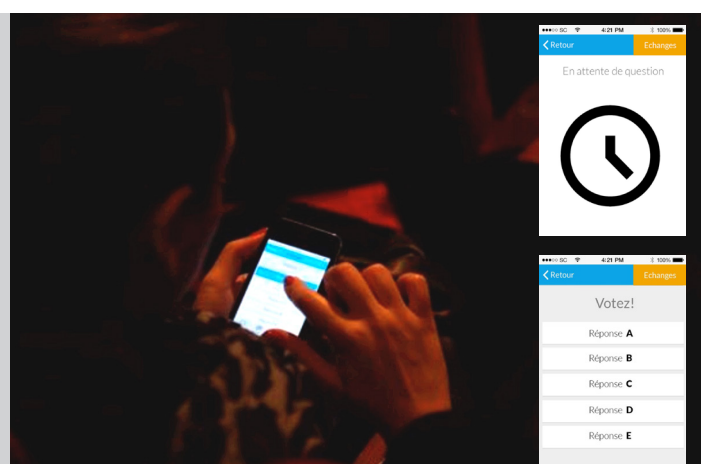 SC 4:21 PM 100%
Retour Echanges
En attente de question
SC 4:21 PM 100%
Retour Echanges
Votez!
Réponse A
Réponse B
Réponse C
Réponse D
Réponse E